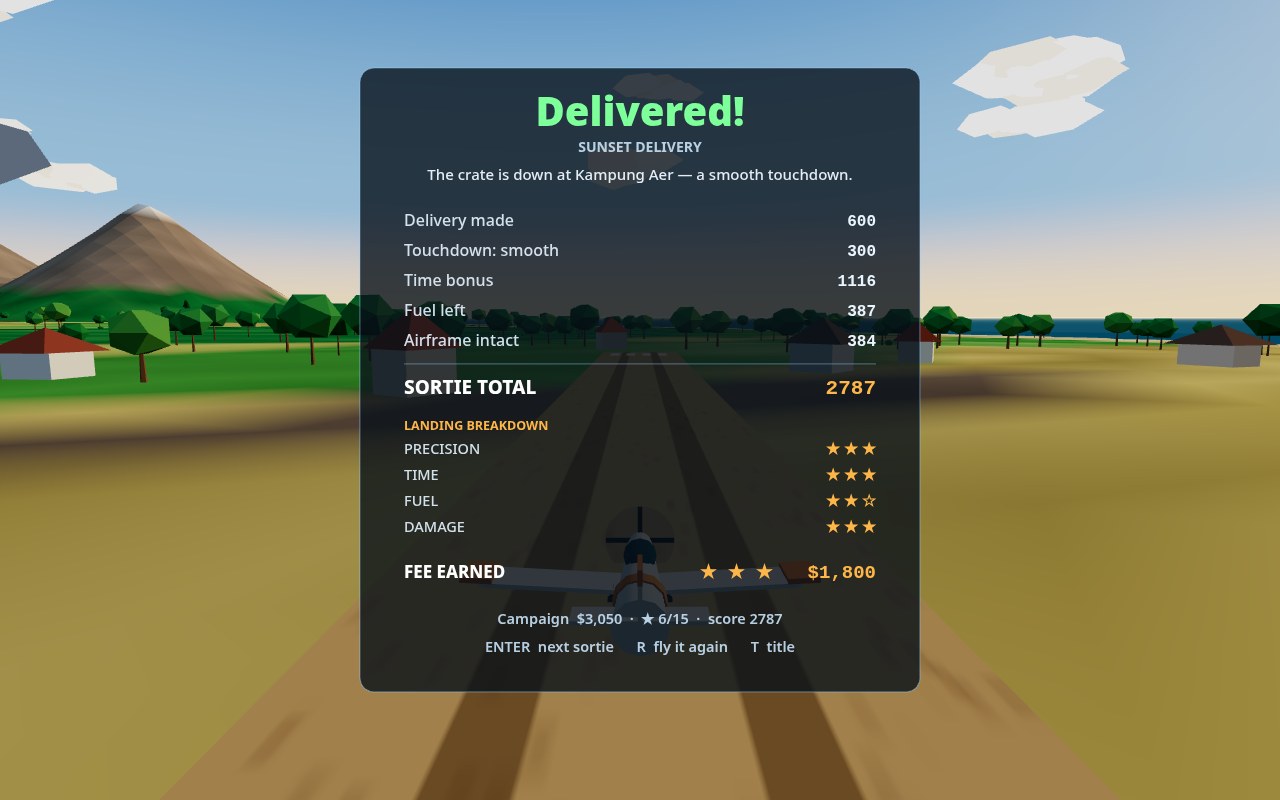 Delivered!
SUNSET DELIVERY
The crate is down at Kampung Aer — a smooth touchdown.
Delivery made 600
Touchdown: smooth 300
Time bonus 1116
Fuel left 387
Airframe intact 384
SORTIE TOTAL 2787
LANDING BREAKDOWN
PRECISION ★★★
TIME ★★★
FUEL ★★☆
DAMAGE ★★★
FEE EARNED ★ ★ ★ $1,800
Campaign $3,050 · ★ 6/15 · score 2787
ENTER next sortie R fly it again T title